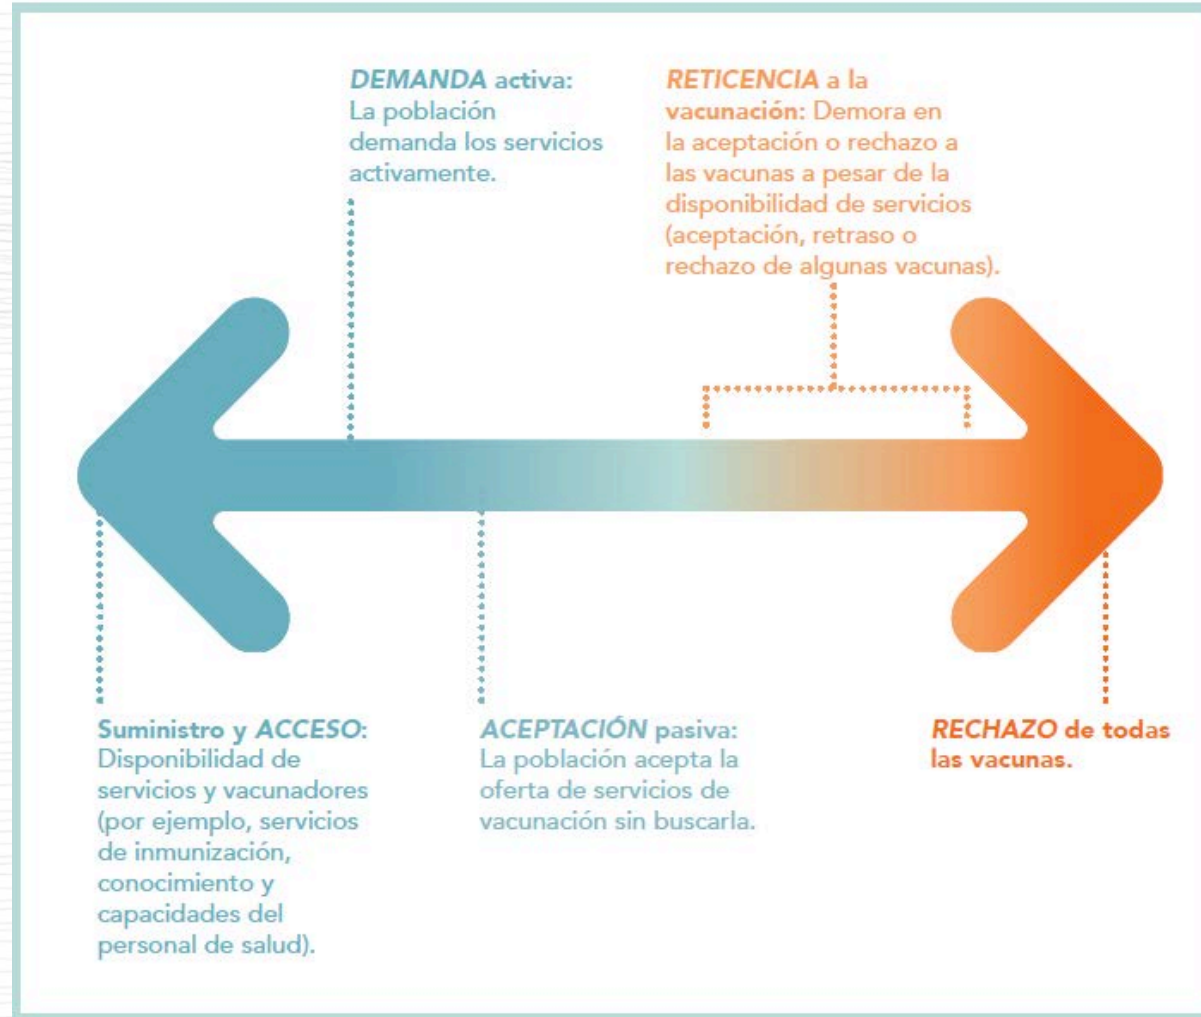 DEMANDA activa:
La población
demanda los servicios
activamente.
RETICENCIA a la
vacunación: Demora en
la aceptación o rechazo a
las vacunas a pesar de la
disponibilidad de servicios
(aceptación, retraso o
rechazo de algunas vacunas).
Suministro y ACCESO:
Disponibilidad de
servicios y vacunadores
(por ejemplo, servicios
de inmunización,
conocimiento y
capacidades del
personal de salud).
ACEPTACIÓN pasiva:
La población acepta la
oferta de servicios de
vacunación sin buscarla.
RECHAZO de todas
las vacunas.